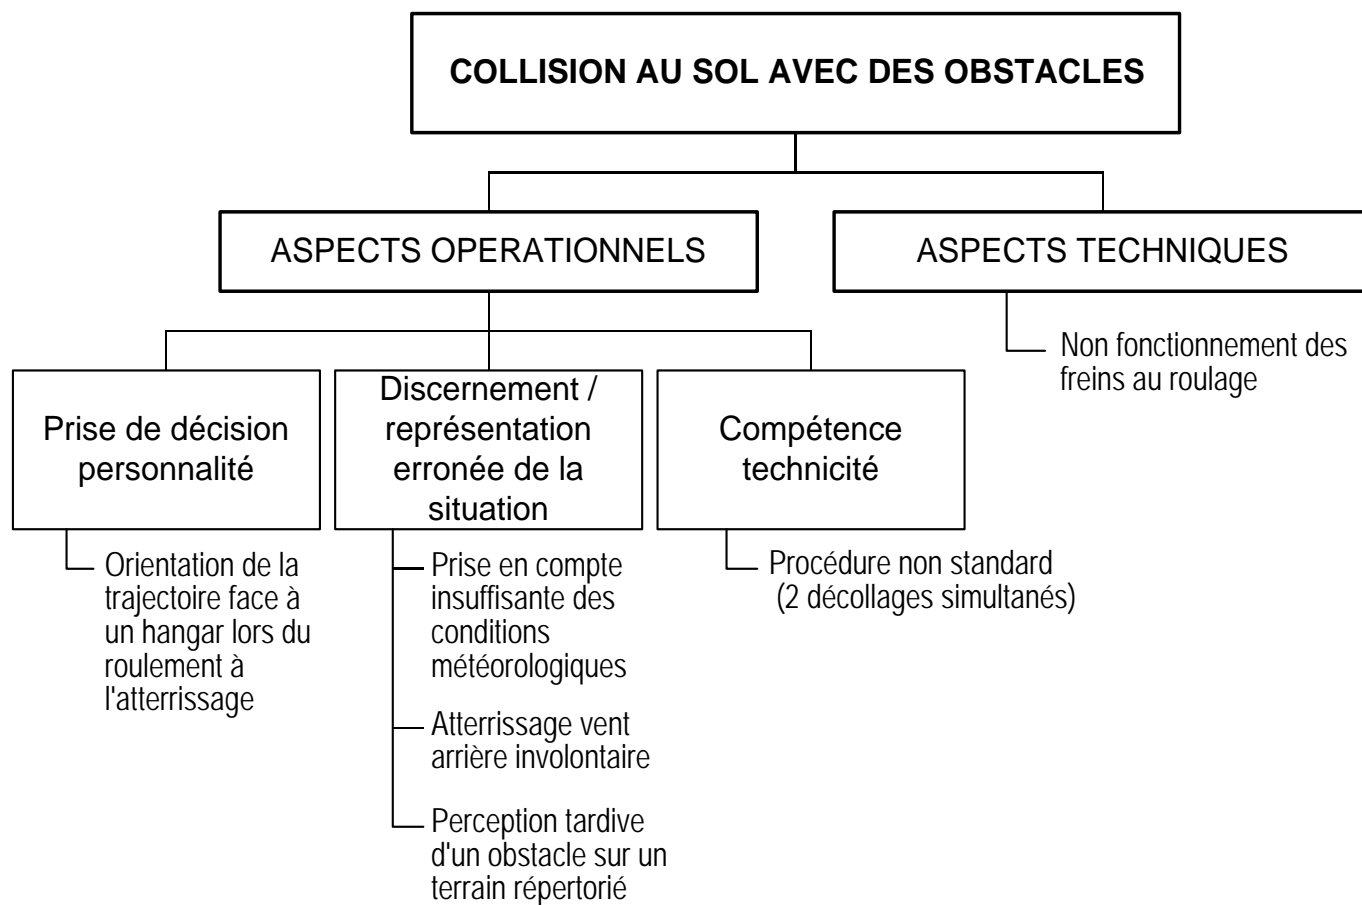 COLLISION AU SOL AVEC DES OBSTACLES
ASPECTS OPERATIONNELS
ASPECTS TECHNIQUES
Non fonctionnement des
freins au roulage
Prise de décision
personnalité
Discernement /
représentation
erronée de la
situation
Compétence
technicité
Orientation de la
trajectoire face à
un hangar lors du
roulement à
l'atterrissage
Prise en compte
insuffisante des
conditions
météorologiques
Atterrissage vent
arrière involontaire
Perception tardive
d'un obstacle sur un
terrain répertorié
Procédure non standard
(2 décollages simultanés)